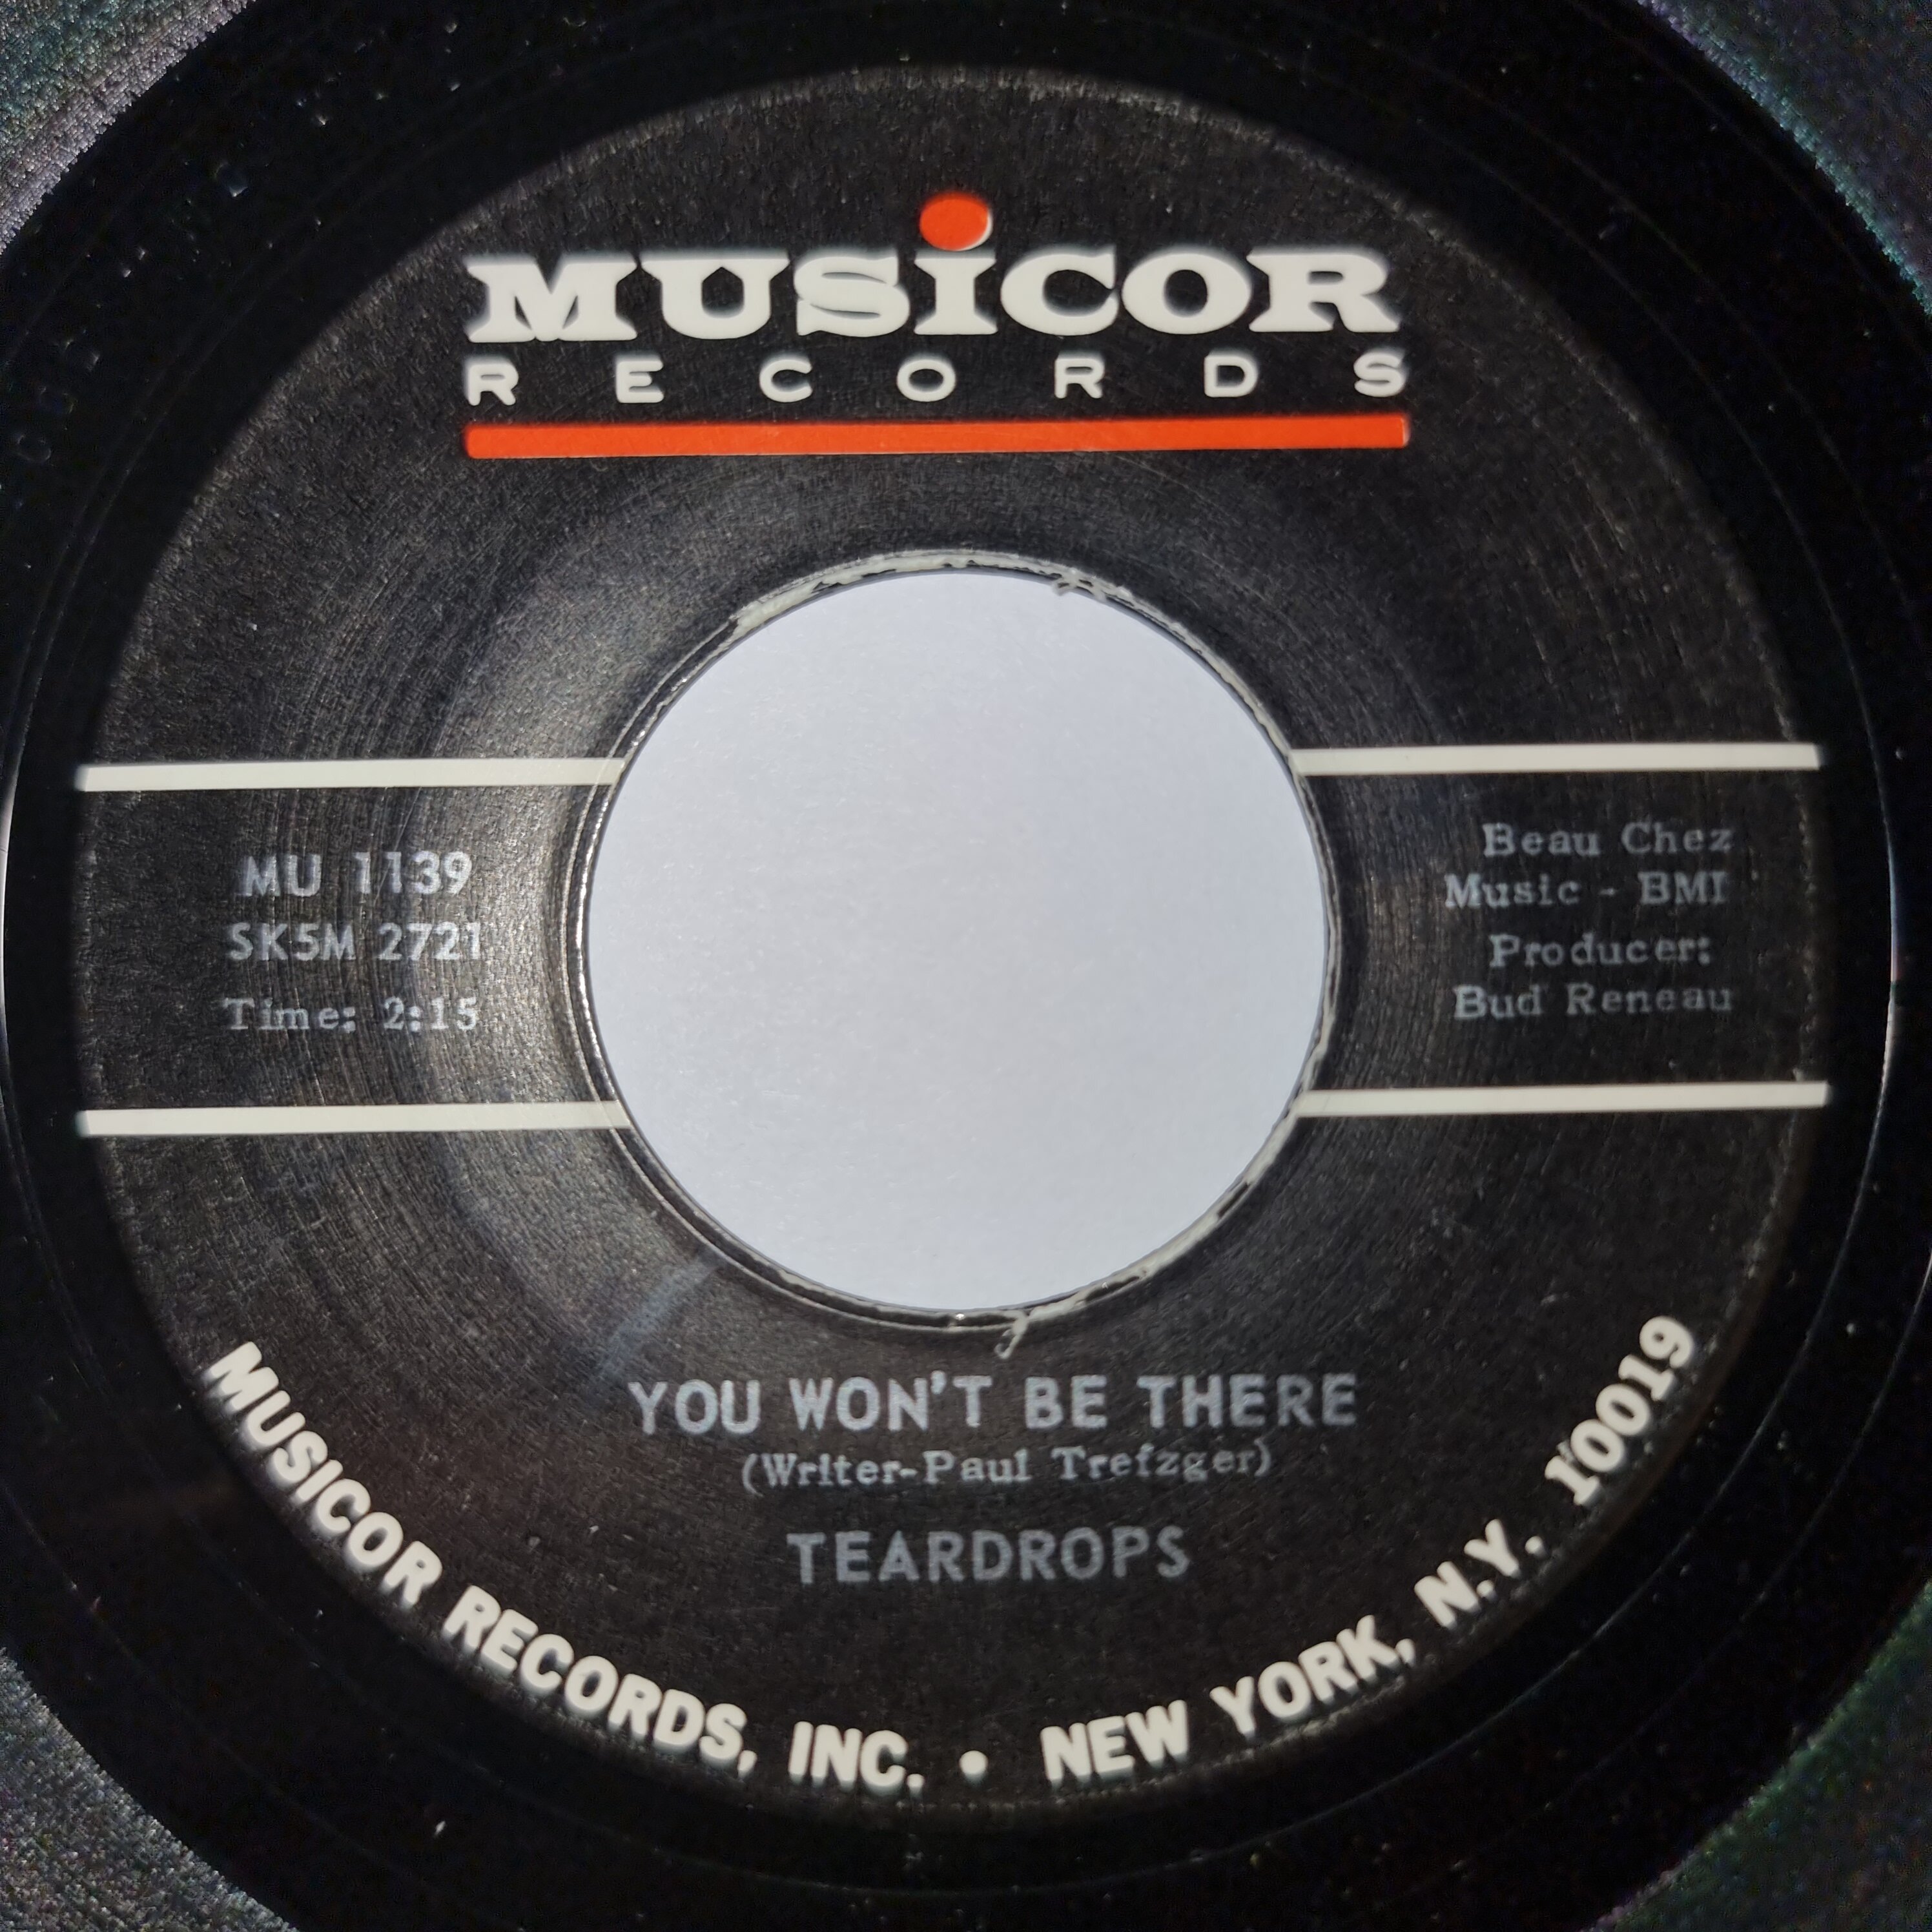 MUSiCOR
RECORDS
MU 1139
SK5M 2721
Time: 2:15
Beau Chez
Music - BMI
Producer:
Bud Reneau
YOU WON'T BE THERE
(Writer-Paul Trefzger)
TEARDROPS
MUSICOR RECORDS, INC. • NEW YORK, N.Y. 10019